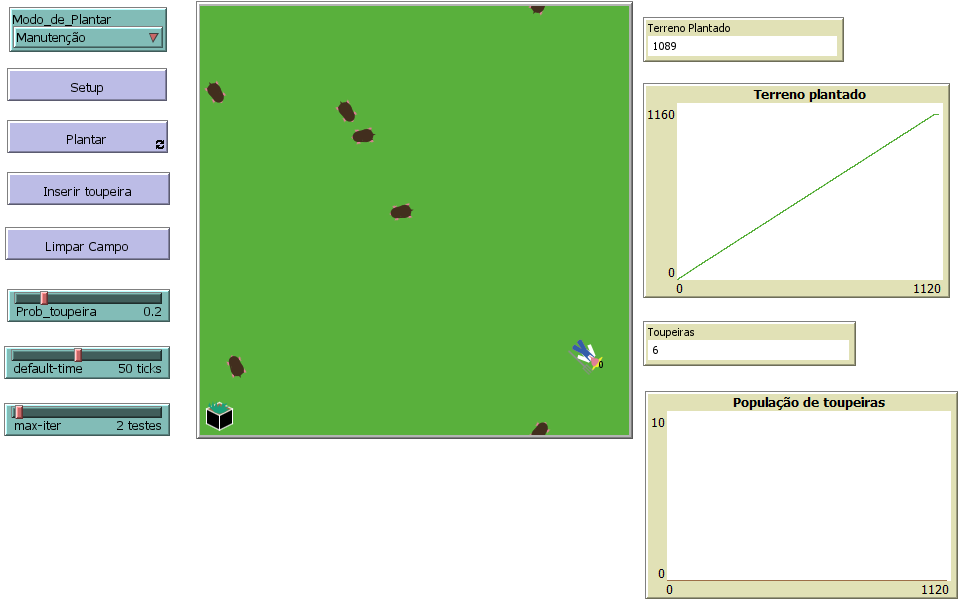 Modo_de_Plantar
Manutenção
Setup
Plantar
Inserir toupeira
Limpar Campo
Prob_toupeira 0.2
default-time 50 ticks
max-iter 2 testes
0
Terreno Plantado
1089
Terreno plantado
1160
0
0 1120
Toupeiras
6
População de toupeiras
10
0
0 1120